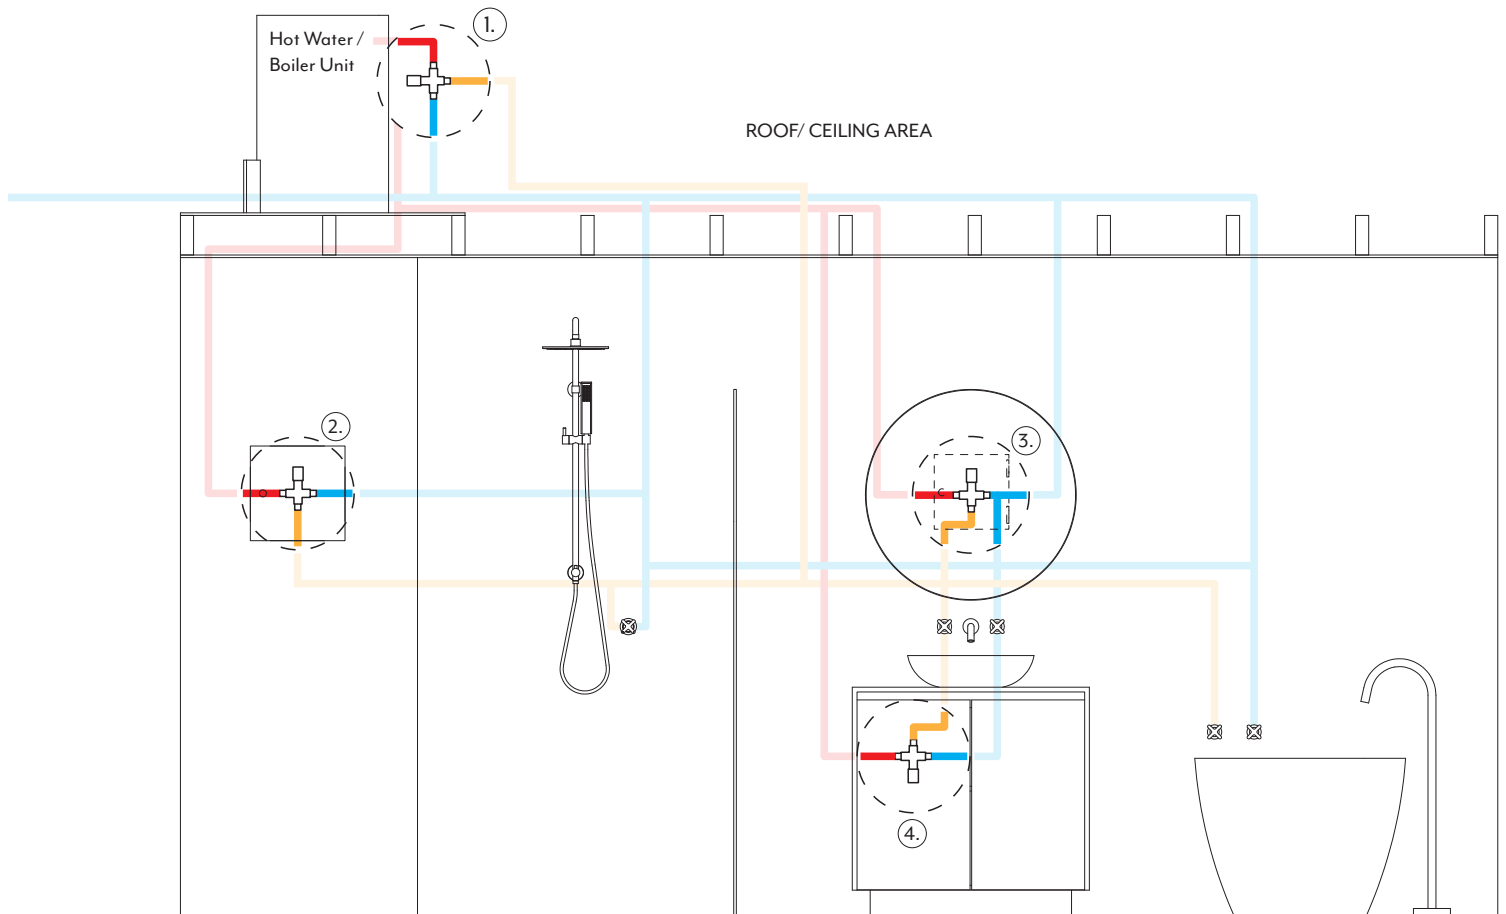 1.
Hot Water /
Boiler Unit
ROOF/ CEILING AREA
2.
3.
4.